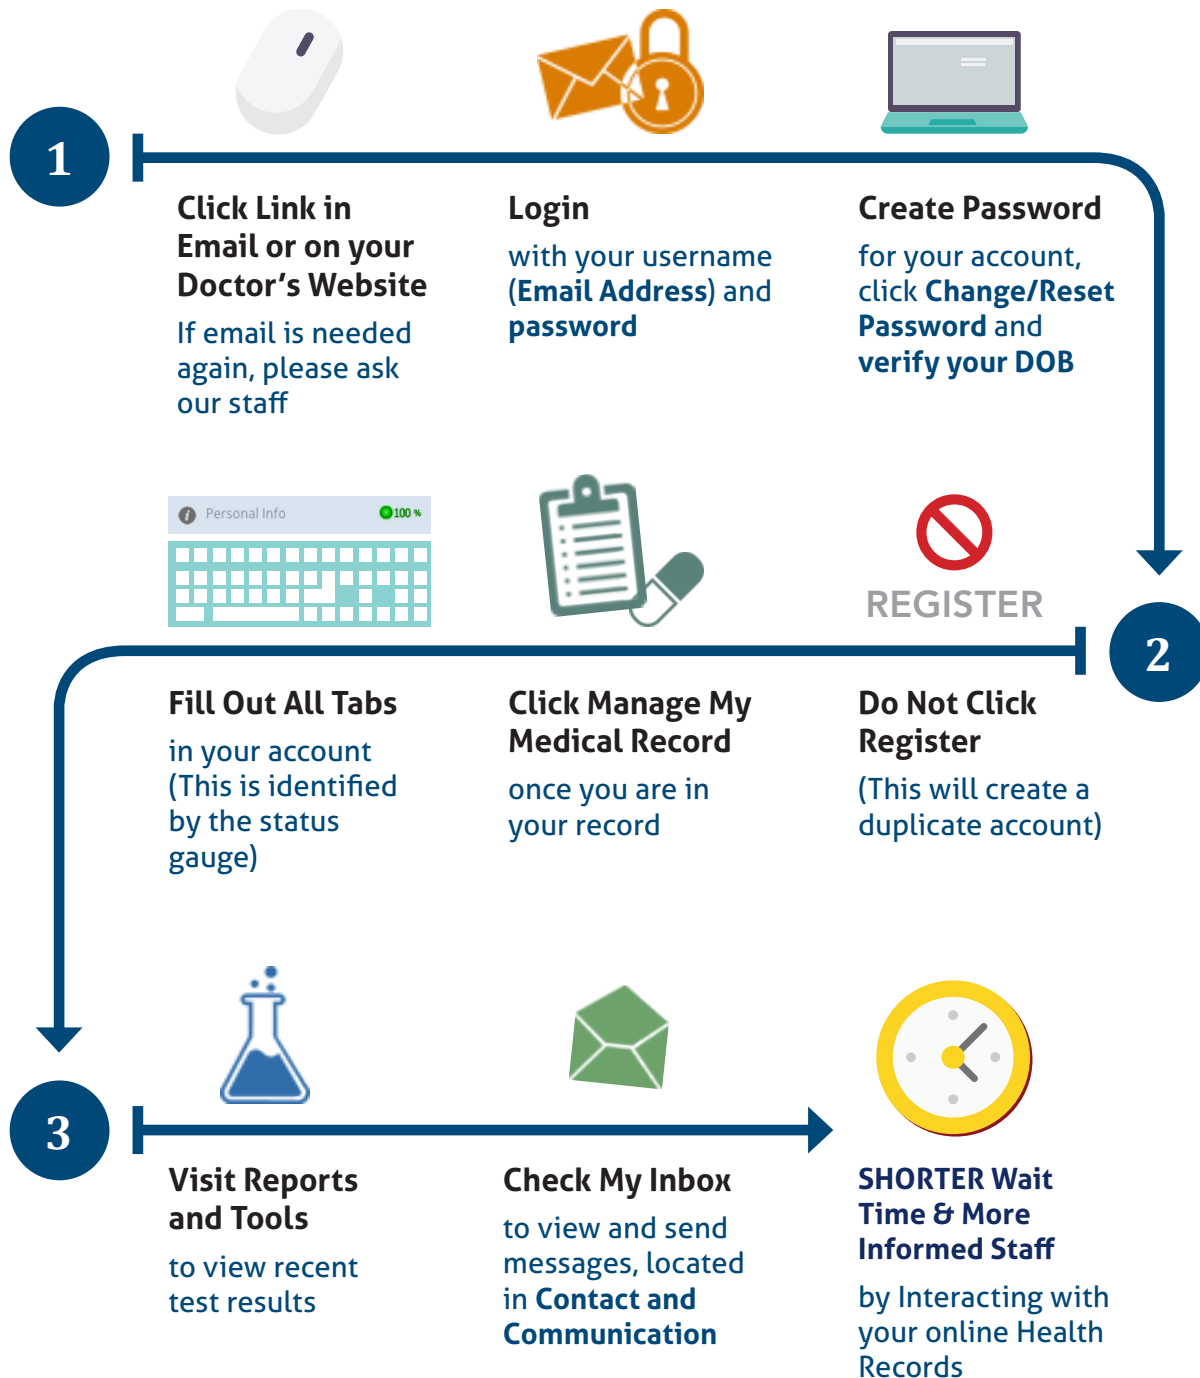 1
Click Link in
Email or on your
Doctor's Website
If email is needed
again, please ask
our staff
Login
with your username
(Email Address) and
password
Create Password
for your account,
click Change/Reset
Password and
verify your DOB
2
REGISTER
Do Not Click
Register
(This will create a
duplicate account)
Click Manage My
Medical Record
once you are in
your record
Personal Info 100 %
Fill Out All Tabs
in your account
(This is identified
by the status
gauge)
3
Visit Reports
and Tools
to view recent
test results
Check My Inbox
to view and send
messages, located
in Contact and
Communication
SHORTER Wait
Time & More
Informed Staff
by Interacting with
your online Health
Records